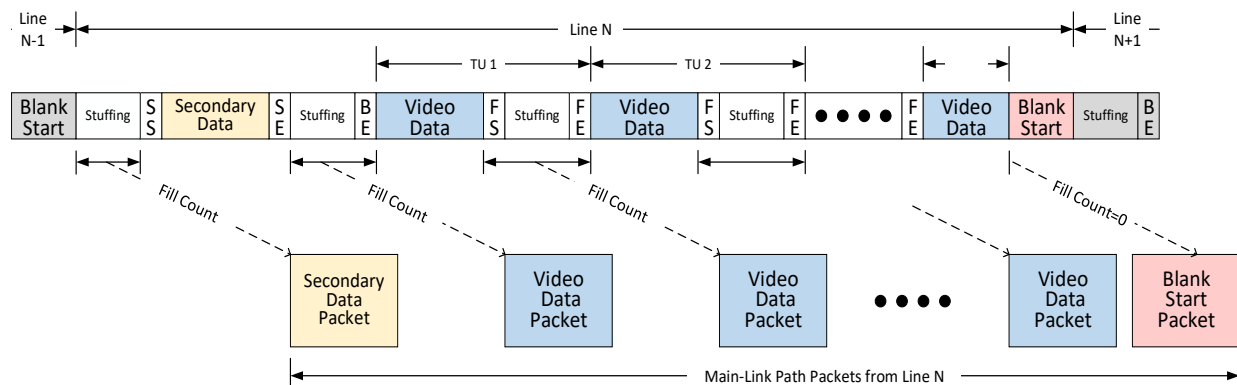 Line
N-1
Line N
Line
N+1
TU 1
TU 2
Blank
Start
Stuffing
S
S
Secondary
Data
S
E
Stuffing
B
E
Video
Data
F
S
Stuffing
F
E
Video
Data
F
S
Stuffing
F
E
F
E
Video
Data
Blank
Start
Stuffing
B
E
Fill Count
Fill Count
Fill Count
Fill Count=0
Secondary
Data
Packet
Video
Data
Packet
Video
Data
Packet
Video
Data
Packet
Blank
Start
Packet
Main-Link Path Packets from Line N